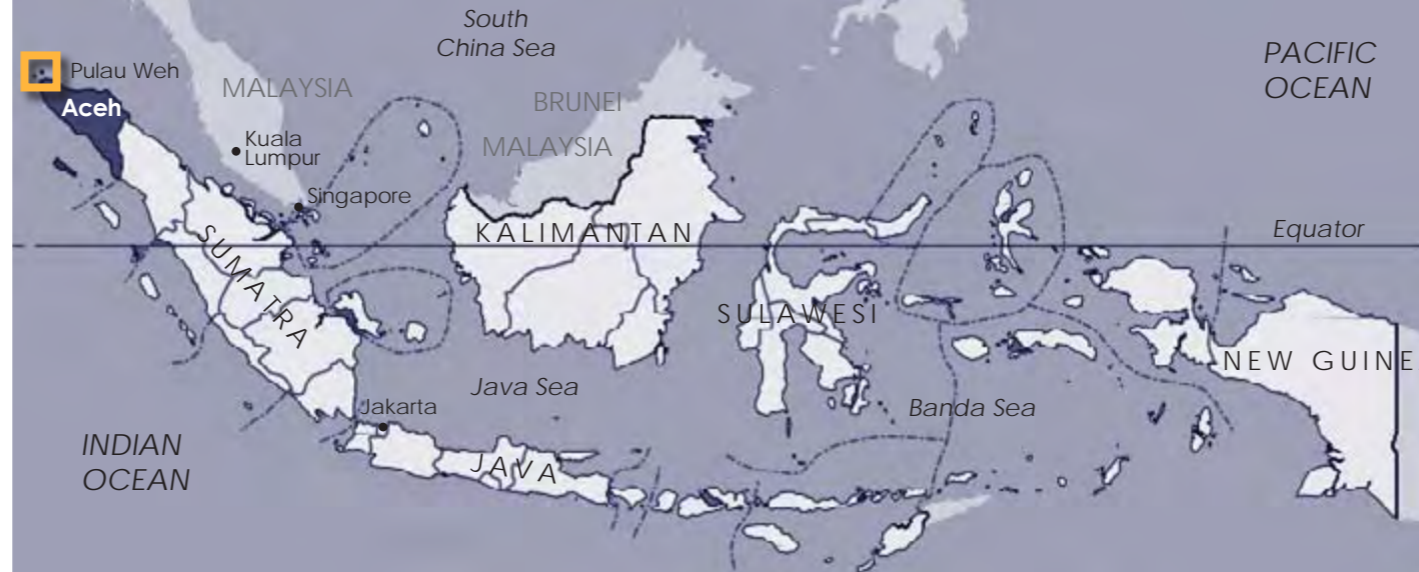 South
China Sea
PACIFIC
OCEAN
Pulau Weh
MALAYSIA
Aceh
BRUNEI
Kuala
Lumpur
MALAYSIA
Singapore
Equator
KALIMANTAN
SUMATRA
SULAWESI
NEW GUINE
Java Sea
Jakarta
Banda Sea
INDIAN
OCEAN
JAVA